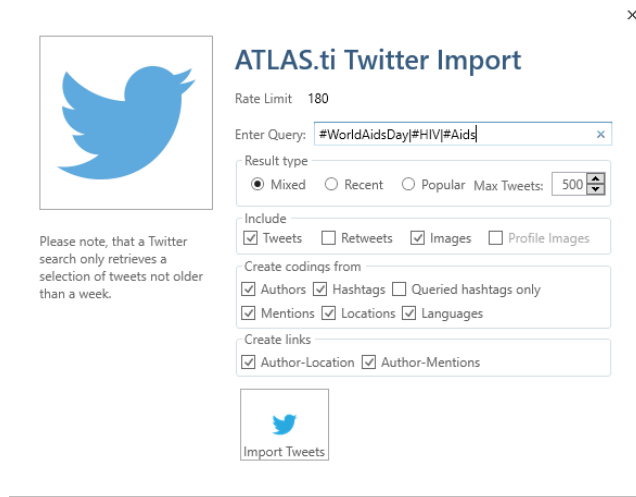 ATLAS.ti Twitter Import
Rate Limit 180
Enter Query: #WorldAidsDay|#HIV|#Aids
Result type
Mixed Recent Popular Max Tweets: 500
Include
Tweets Retweets Images Profile Images
Create codings from
Authors Hashtags Queried hashtags only
Mentions Locations Languages
Create links
Author-Location Author-Mentions
Import Tweets
Please note, that a Twitter
search only retrieves a
selection of tweets not older
than a week.